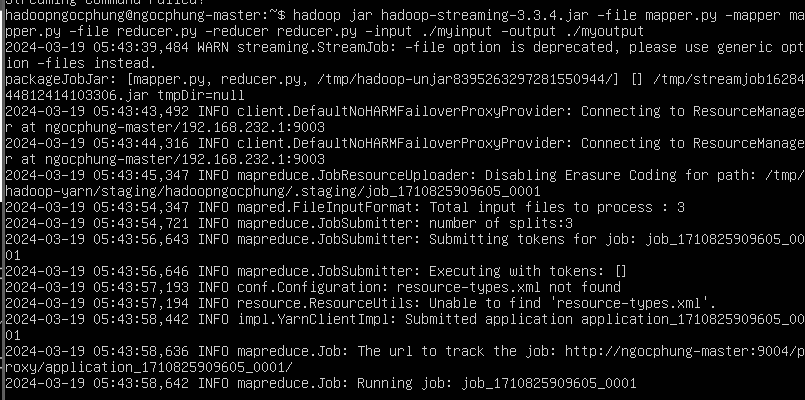 Streaming Command Failed!
hadoopngocphung@ngocphung-master:~$ hadoop jar hadoop-streaming-3.3.4.jar -file mapper.py -mapper ma
pper.py -file reducer.py -reducer reducer.py -input ./myinput -output ./myoutput
2024-03-19 05:43:39,484 WARN streaming.StreamJob: -file option is deprecated, please use generic opt
ion -files instead.
packageJobJar: [mapper.py, reducer.py, /tmp/hadoop-unjar8395263297281550944/] [] /tmp/streamjob16284
44812414103306.jar tmpDir=null
2024-03-19 05:43:43,492 INFO client.DefaultNoHARMFailoverProxyProvider: Connecting to ResourceManage
r at ngocphung-master/192.168.232.1:9003
2024-03-19 05:43:44,316 INFO client.DefaultNoHARMFailoverProxyProvider: Connecting to ResourceManage
r at ngocphung-master/192.168.232.1:9003
2024-03-19 05:43:45,347 INFO mapreduce.JobResourceUploader: Disabling Erasure Coding for path: /tmp/
hadoop-yarn/staging/hadoopngocphung/.staging/job_1710825909605_0001
2024-03-19 05:43:54,347 INFO mapred.FileInputFormat: Total input files to process : 3
2024-03-19 05:43:54,721 INFO mapreduce.JobSubmitter: number of splits:3
2024-03-19 05:43:56,643 INFO mapreduce.JobSubmitter: Submitting tokens for job: job_1710825909605_00
01
2024-03-19 05:43:56,646 INFO mapreduce.JobSubmitter: Executing with tokens: []
2024-03-19 05:43:57,193 INFO conf.Configuration: resource-types.xml not found
2024-03-19 05:43:57,194 INFO resource.ResourceUtils: Unable to find 'resource-types.xml'.
2024-03-19 05:43:58,442 INFO impl.YarnClientImpl: Submitted application application_1710825909605_00
01
2024-03-19 05:43:58,636 INFO mapreduce.Job: The url to track the job: http://ngocphung-master:9004/p
roxy/application_1710825909605_0001/
2024-03-19 05:43:58,642 INFO mapreduce.Job: Running job: job_1710825909605_0001